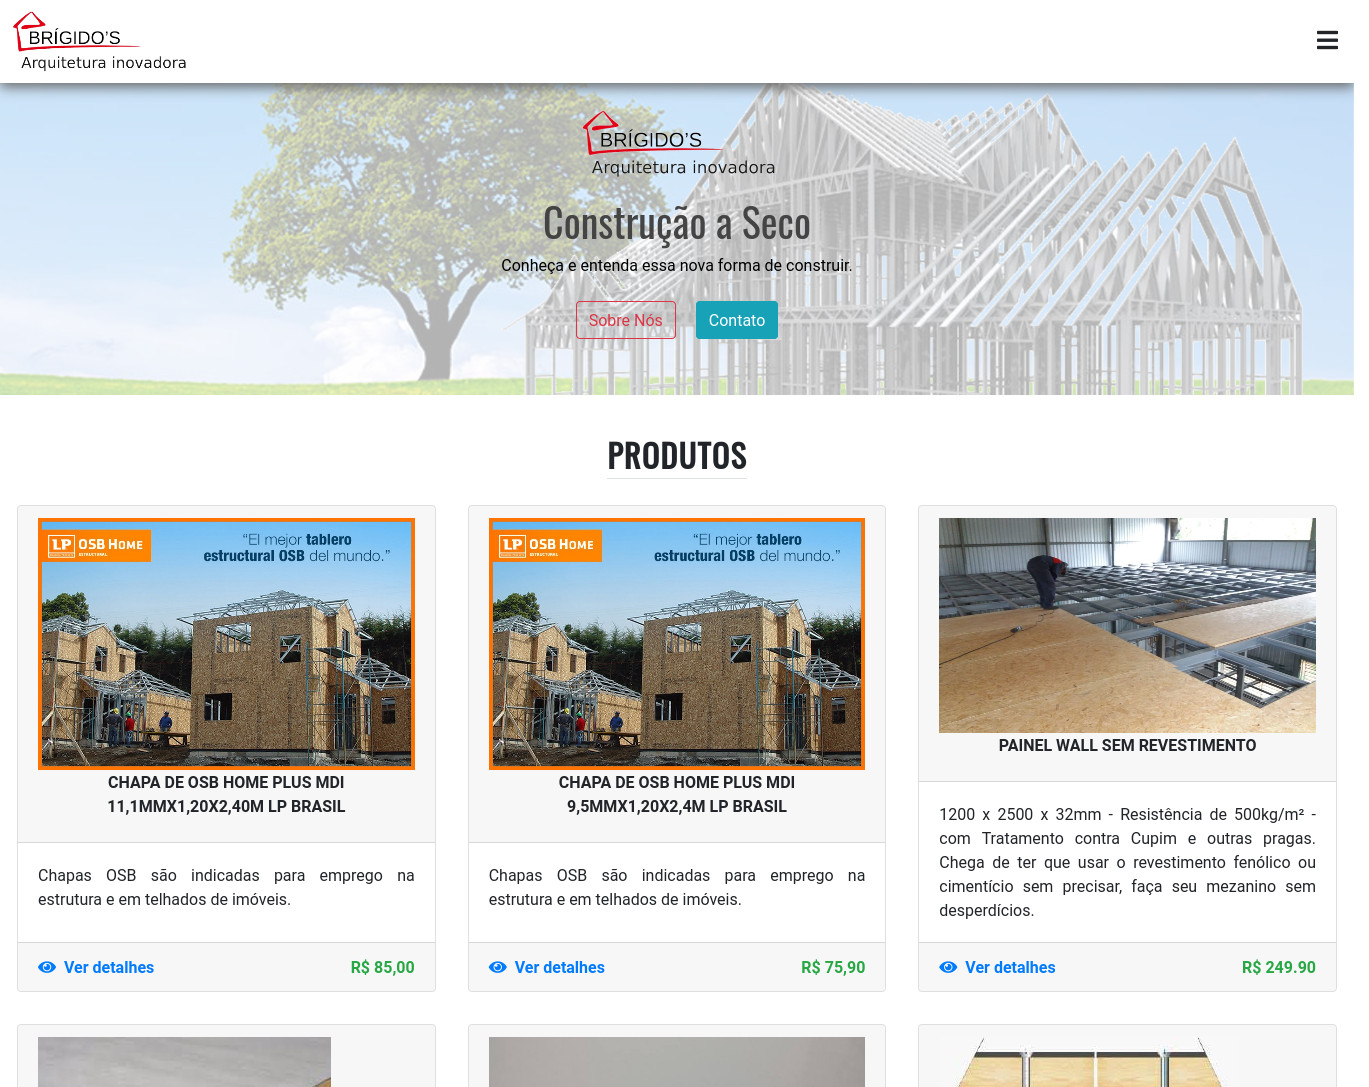 BRÍGIDO'S
Arquitetura inovadora
BRÍGIDO'S
Arquitetura inovadora
Construção a Seco
Conheça e entenda essa nova forma de construir.
Sobre Nós
Contato
PRODUTOS
LP OSB HOME
ESTRUCTURAL
“El mejor tablero
estructural OSB del mundo.”
CHAPA DE OSB HOME PLUS MDI
11,1MMX1,20X2,40M LP BRASIL
Chapas OSB são indicadas para emprego na
estrutura e em telhados de imóveis.
Ver detalhes
R$ 85,00
LP OSB HOME
ESTRUCTURAL
“El mejor tablero
estructural OSB del mundo.”
CHAPA DE OSB HOME PLUS MDI
9,5MMX1,20X2,4M LP BRASIL
Chapas OSB são indicadas para emprego na
estrutura e em telhados de imóveis.
Ver detalhes
R$ 75,90
PAINEL WALL SEM REVESTIMENTO
1200 x 2500 x 32mm - Resistência de 500kg/m² -
com Tratamento contra Cupim e outras pragas.
Chega de ter que usar o revestimento fenólico ou
cimentício sem precisar, faça seu mezanino sem
desperdícios.
Ver detalhes
R$ 249.90